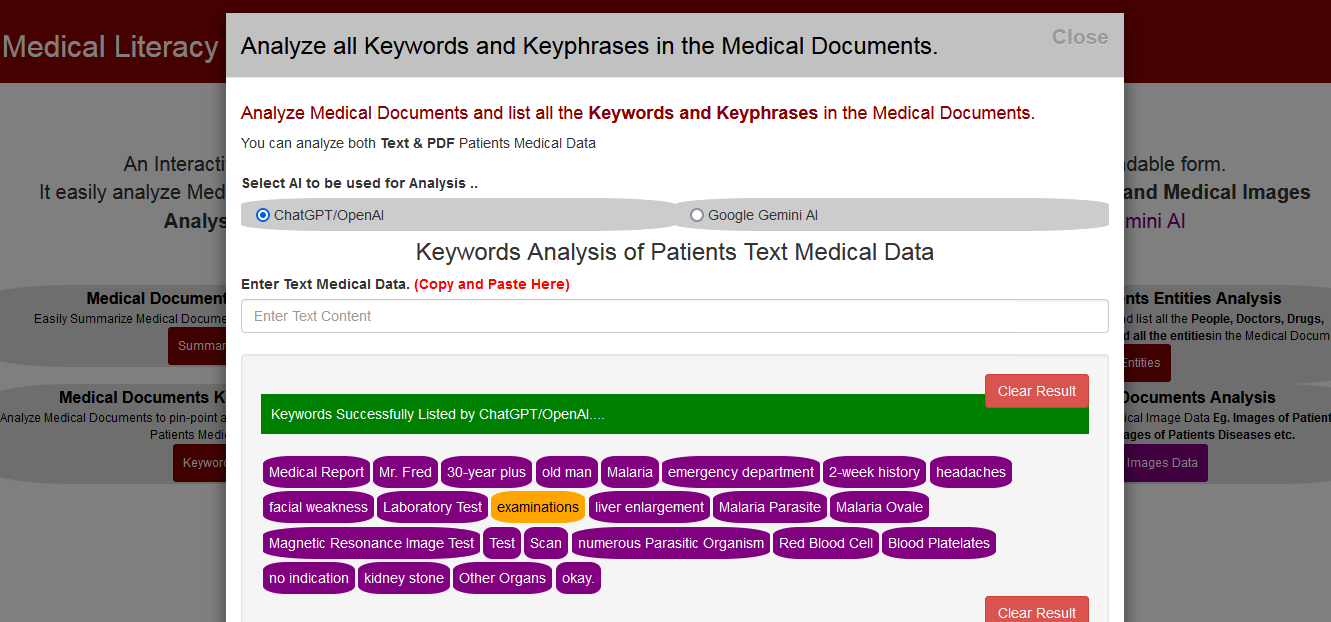 Medical Literacy
Analyze all Keywords and Keyphrases in the Medical Documents.
Close
Analyze Medical Documents and list all the Keywords and Keyphrases in the Medical Documents.
You can analyze both Text & PDF Patients Medical Data
Select AI to be used for Analysis ..
ChatGPT/OpenAI
Google Gemini AI
Keywords Analysis of Patients Text Medical Data
Enter Text Medical Data. (Copy and Paste Here)
Enter Text Content
Clear Result
Keywords Successfully Listed by ChatGPT/OpenAI....
Medical Report Mr. Fred 30-year plus old man Malaria emergency department 2-week history headaches
facial weakness Laboratory Test examinations liver enlargement Malaria Parasite Malaria Ovale
Magnetic Resonance Image Test Test Scan numerous Parasitic Organism Red Blood Cell Blood Platelates
no indication kidney stone Other Organs okay.
Clear Result
An Interacti
It easily analyze Med
Analys
dable form.
and Medical Images
mini AI
Medical Document
Easily Summarize Medical Docume
Summar
Medical Documents K
Analyze Medical Documents to pin-point a
Patients Medic
Keyword
nts Entities Analysis
nd list all the People, Doctors, Drugs,
d all the entitiesin the Medical Docum
Entities
Documents Analysis
ical Image Data Eg. Images of Patient
ages of Patients Diseases etc.
Images Data